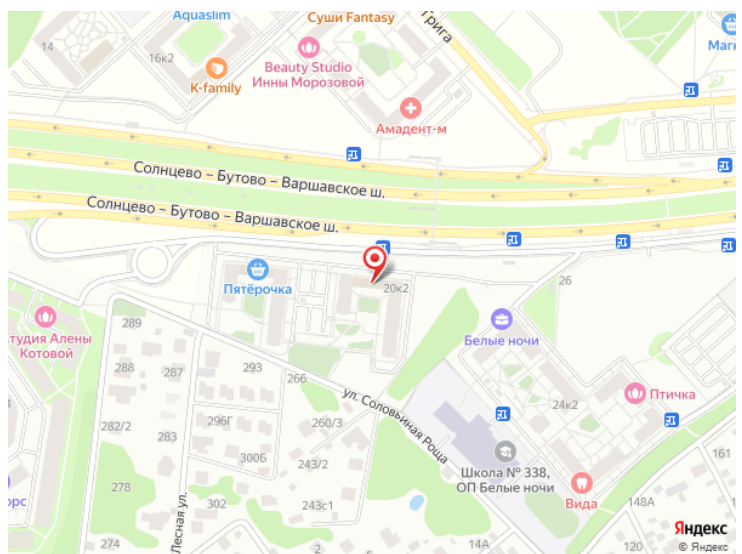 Aquaslim
Суши Fantasy
Грига
14
16к2
Beauty Studio
Инны Морозовой
K-family
Амадент-м
Солнцево – Бутово – Варшавское ш.
Солнцево – Бутово – Варшавское ш.
Пятёрочка
20к2
26
289
Котовой
288
293
266
Белые ночи
287
ул. Соловьиная Роща
Птичка
24к2
282/2
296Г
260/3
283
300Б
243/2
Школа № 338,
ОП Белые ночи
161
278
Вида
Лесная ул.
302
243с1
148А
274
14А
120
Яндекс
© Яндекс